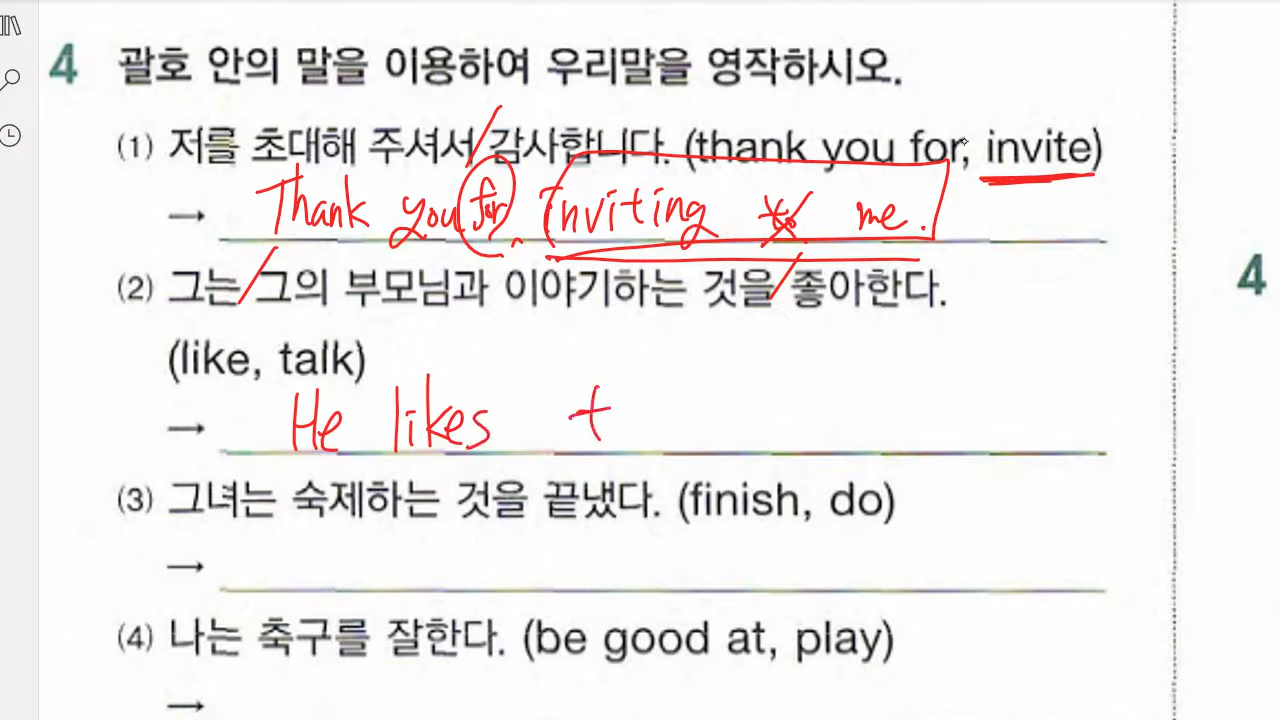 4 괄호 안의 말을 이용하여 우리말을 영작하시오.
(1) 저를 초대해 주셔서 감사합니다. (thank you for, invite)
→ Thank you for inviting to me.
(2) 그는 그의 부모님과 이야기하는 것을 좋아한다.
4
(like, talk)
→ He likes t
(3) 그녀는 숙제하는 것을 끝냈다. (finish, do)
→
(4) 나는 축구를 잘한다. (be good at, play)
→